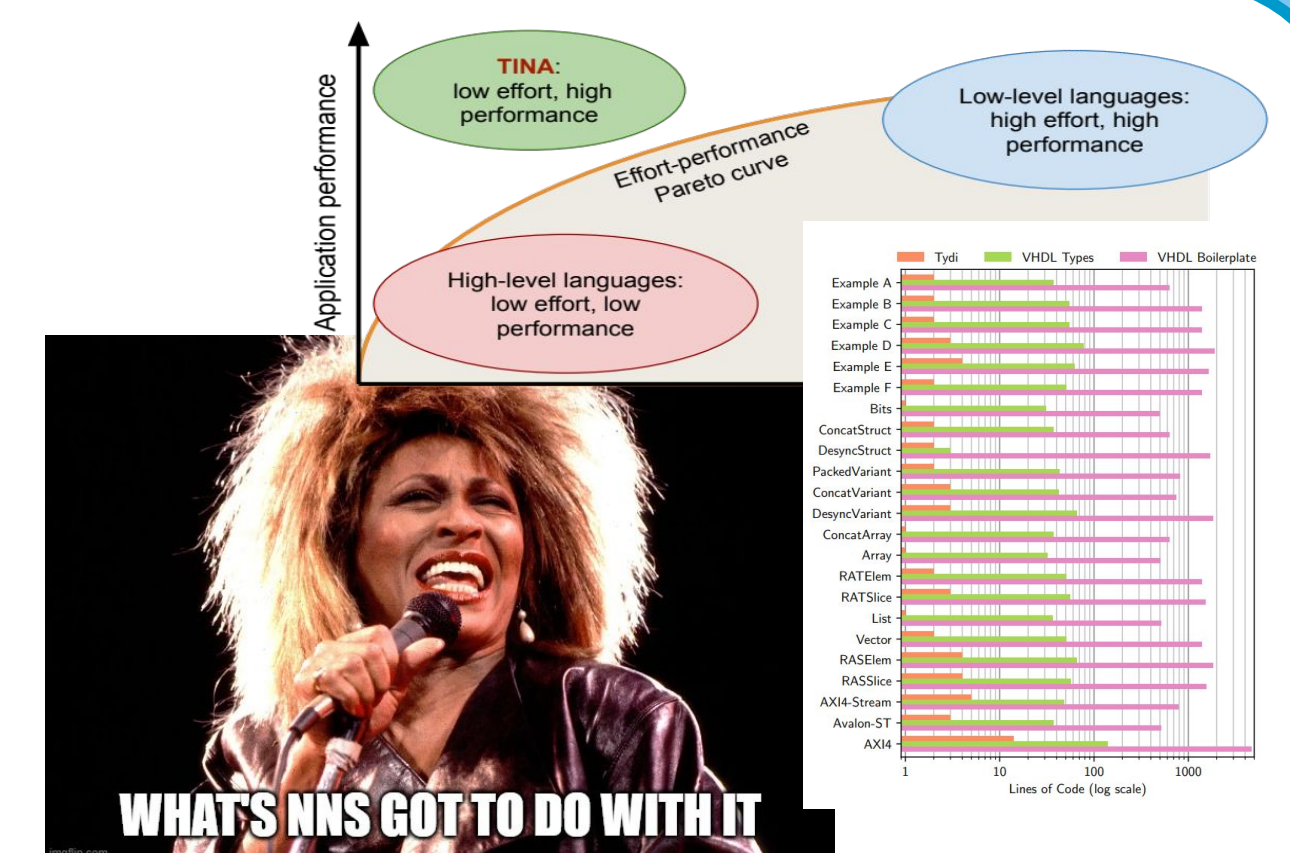 TINA:
low effort, high
performance
Low-level languages:
high effort, high
performance
Effort-performance
Pareto curve
Application performance
High-level languages:
low effort, low
performance
Tydi VHDL Types VHDL Boilerplate
Example A
Example B
Example C
Example D
Example E
Example F
Bits
ConcatStruct
DesyncStruct
PackedVariant
ConcatVariant
DesyncVariant
ConcatArray
Array
RATElem
RATSlice
List
Vector
RASElem
RASSlice
AXI4-Stream
Avalon-ST
AXI4
1 10 100 1000
Lines of Code (log scale)
WHAT'S NNS GOT TO DO WITH IT
imgflip.com